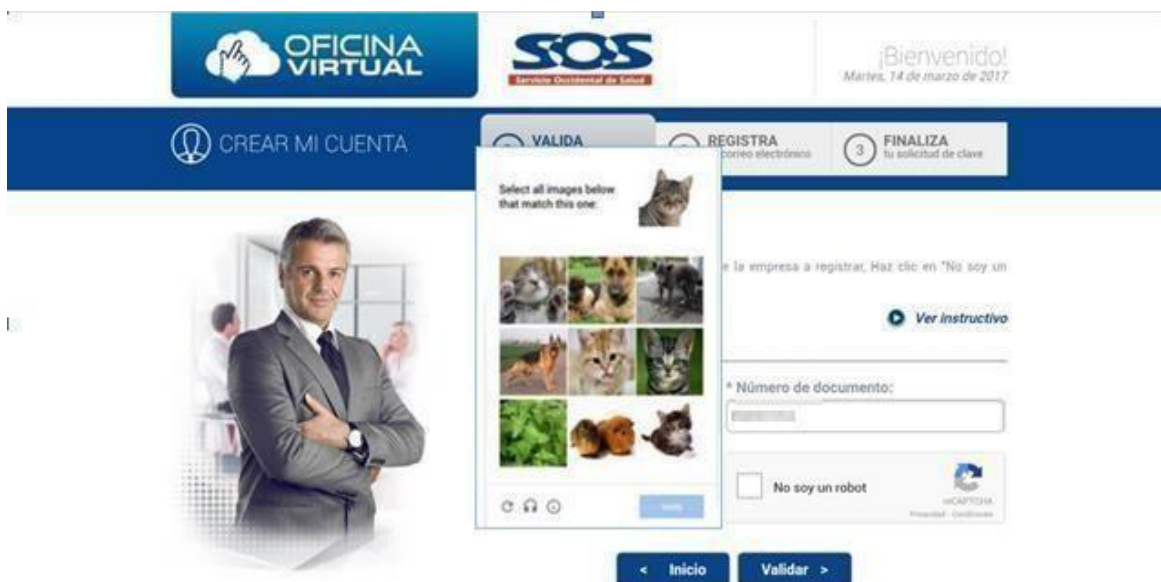 OFICINA
VIRTUAL
SOS
Servicio Occidental de Salud
¡Bienvenido!
Martes, 14 de marzo de 2017
CREAR MI CUENTA
VALIDA
REGISTRA
correo electrónico
3
FINALIZA
tu solicitud de clave
Select all images below
that match this one:
e la empresa a registrar, Haz clic en "No soy un
Ver instructivo
* Número de documento:
No soy un robot
reCAPTCHA
Privacidad - Condiciones
< Inicio
Validar >